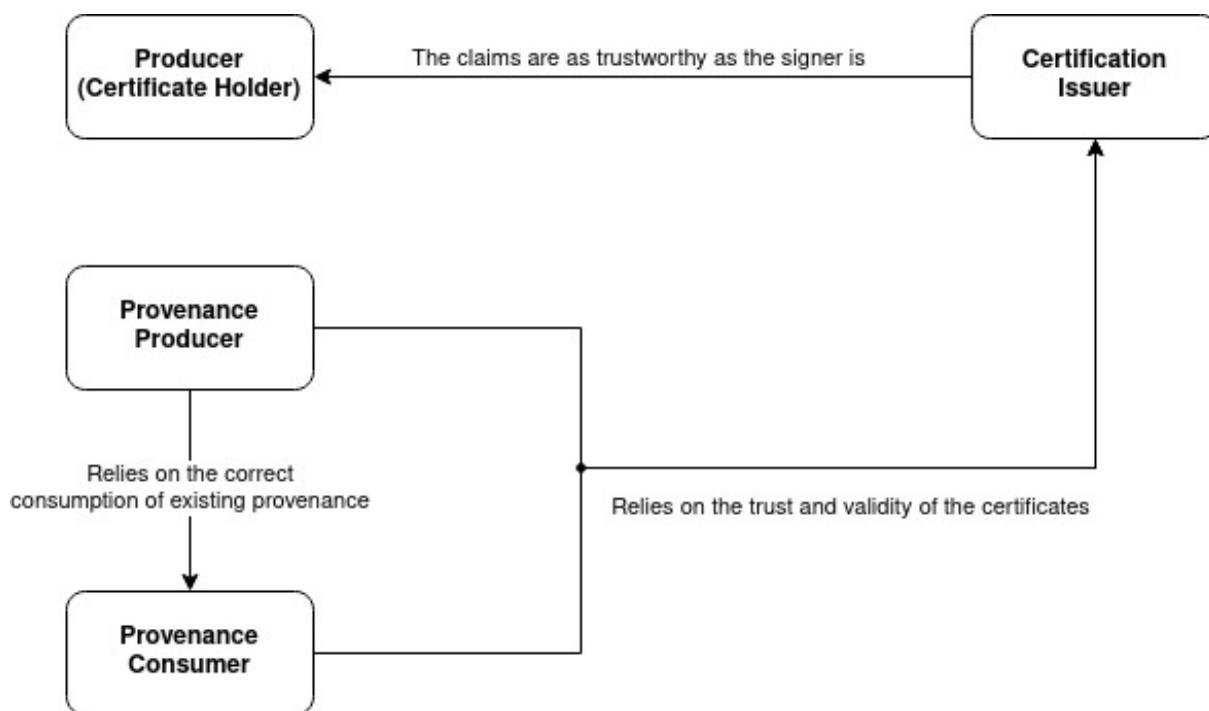 Producer
(Certificate Holder)
The claims are as trustworthy as the signer is
Certification
Issuer
Provenance
Producer
Relies on the correct
consumption of existing provenance
Relies on the trust and validity of the certificates
Provenance
Consumer